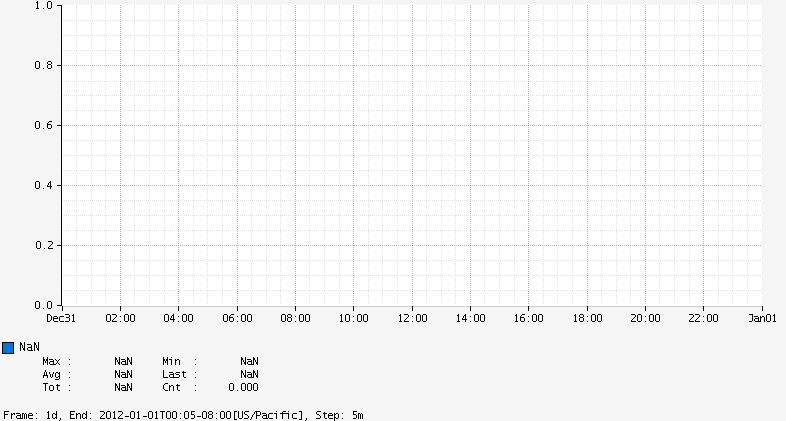 1.0
0.8
0.6
0.4
0.2
0.0
Dec31 02:00 04:00 06:00 08:00 10:00 12:00 14:00 16:00 18:00 20:00 22:00 Jan01
NaN
Max : NaN Min : NaN
Avg : NaN Last : NaN
Tot : NaN Cnt : 0.000
Frame: 1d, End: 2012-01-01T00:05-08:00[US/Pacific], Step: 5m